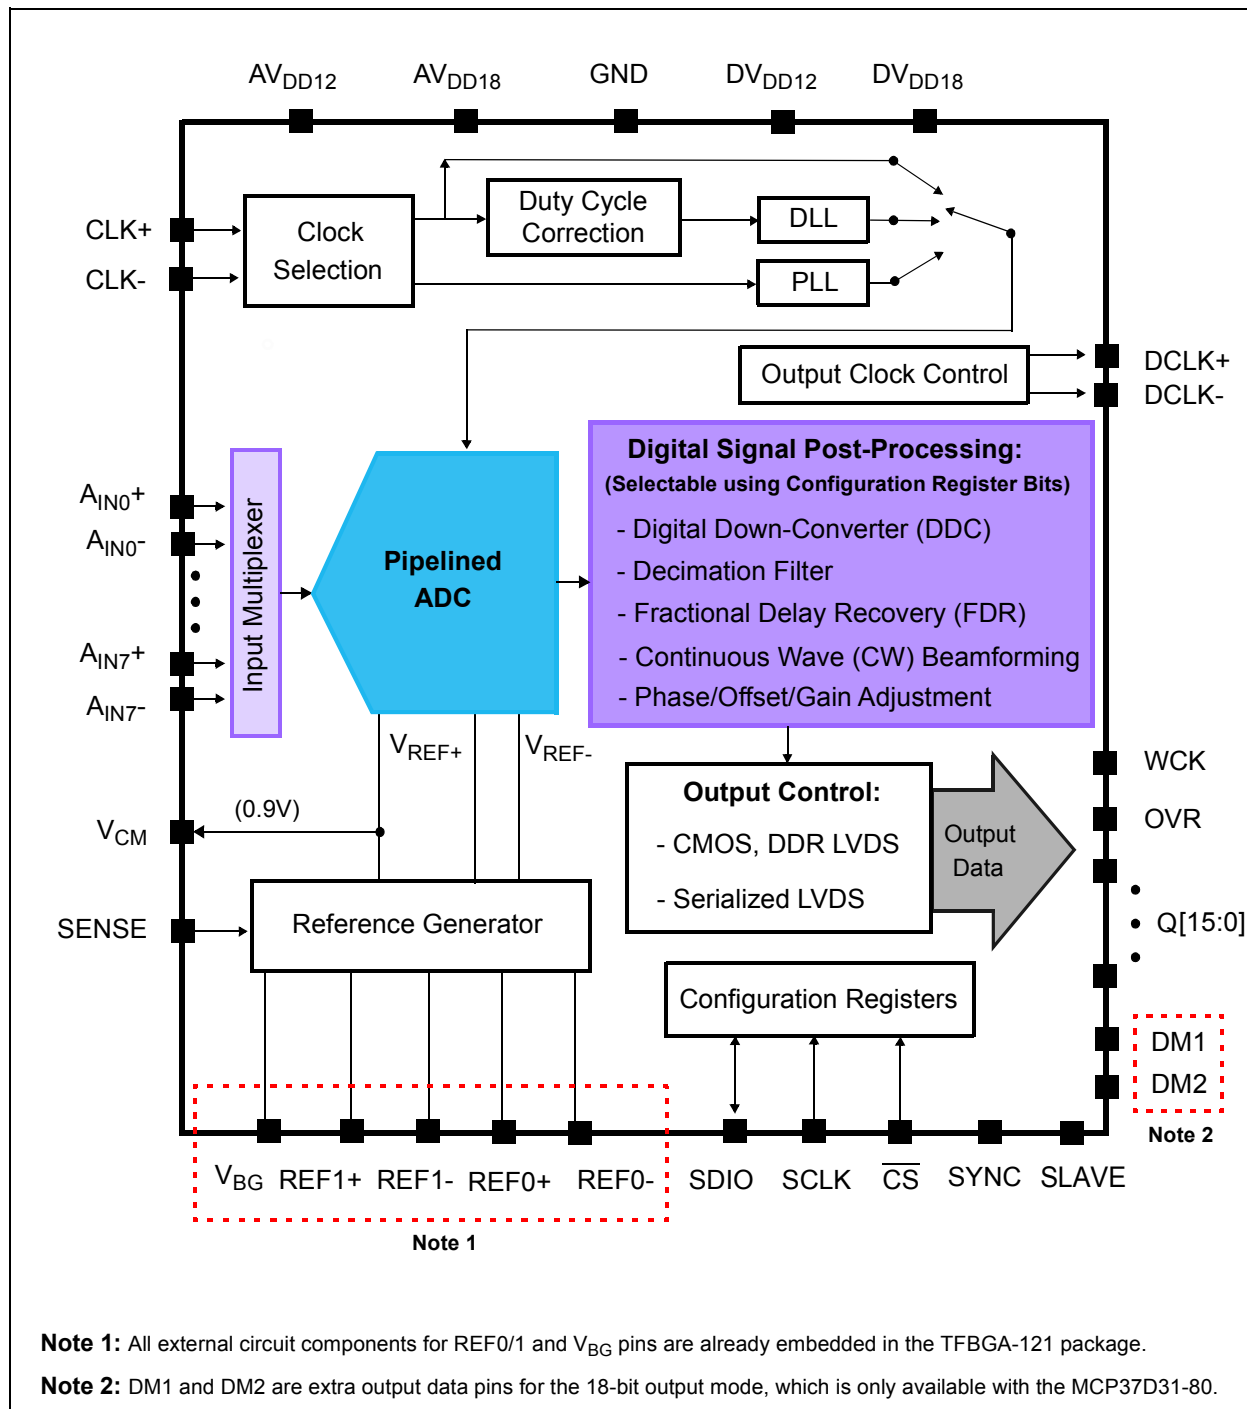 AVDD12 AVDD18 GND DVDD12 DVDD18
CLK+
CLK-
Clock
Selection
Duty Cycle
Correction
DLL
PLL
Output Clock Control
DCLK+
DCLK-
AIN0+
AIN0-
AIN7+
AIN7-
Input Multiplexer
Pipelined
ADC
Digital Signal Post-Processing:
(Selectable using Configuration Register Bits)
- Digital Down-Converter (DDC)
- Decimation Filter
- Fractional Delay Recovery (FDR)
- Continuous Wave (CW) Beamforming
- Phase/Offset/Gain Adjustment
VREF+
VREF-
(0.9V)
VCM
SENSE
Reference Generator
Output Control:
- CMOS, DDR LVDS
- Serialized LVDS
Output
Data
WCK
OVR
Q[15:0]
Configuration Registers
DM1
DM2
Note 2
VBG REF1+ REF1- REF0+ REF0- SDIO SCLK CS SYNC SLAVE
Note 1
Note 1: All external circuit components for REF0/1 and VBG pins are already embedded in the TFBGA-121 package.
Note 2: DM1 and DM2 are extra output data pins for the 18-bit output mode, which is only available with the MCP37D31-80.